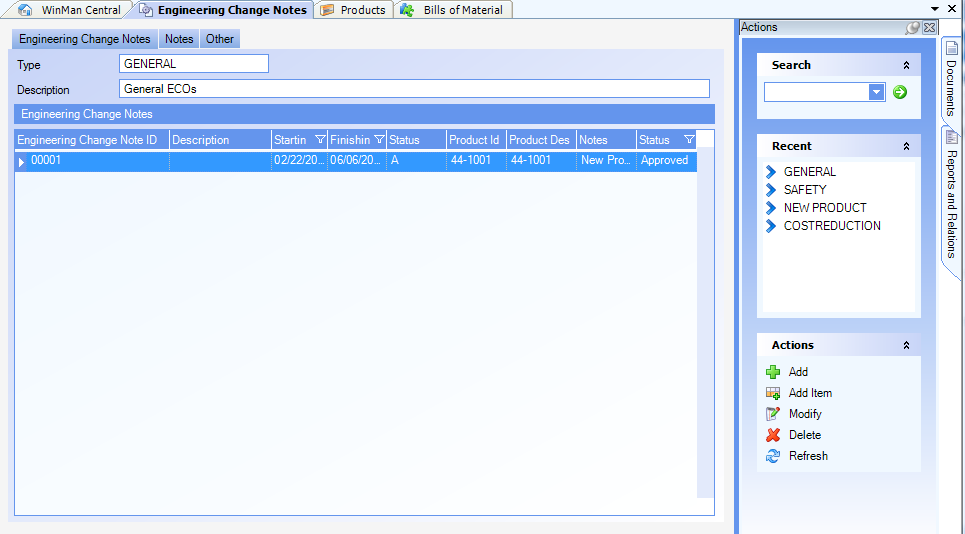 WinMan Central Engineering Change Notes Products Bills of Material
Engineering Change Notes Notes Other
Type GENERAL
Description General ECOs
Engineering Change Notes
Engineering Change Note ID Description Startin Finishin Status Product Id Product Des Notes Status
00001 02/22/20... 06/06/20... A 44-1001 44-1001 New Pro... Approved
Actions
Search
Recent
GENERAL
SAFETY
NEW PRODUCT
COSTREDUCTION
Actions
Add
Add Item
Modify
Delete
Refresh
Documents
Reports and Relations